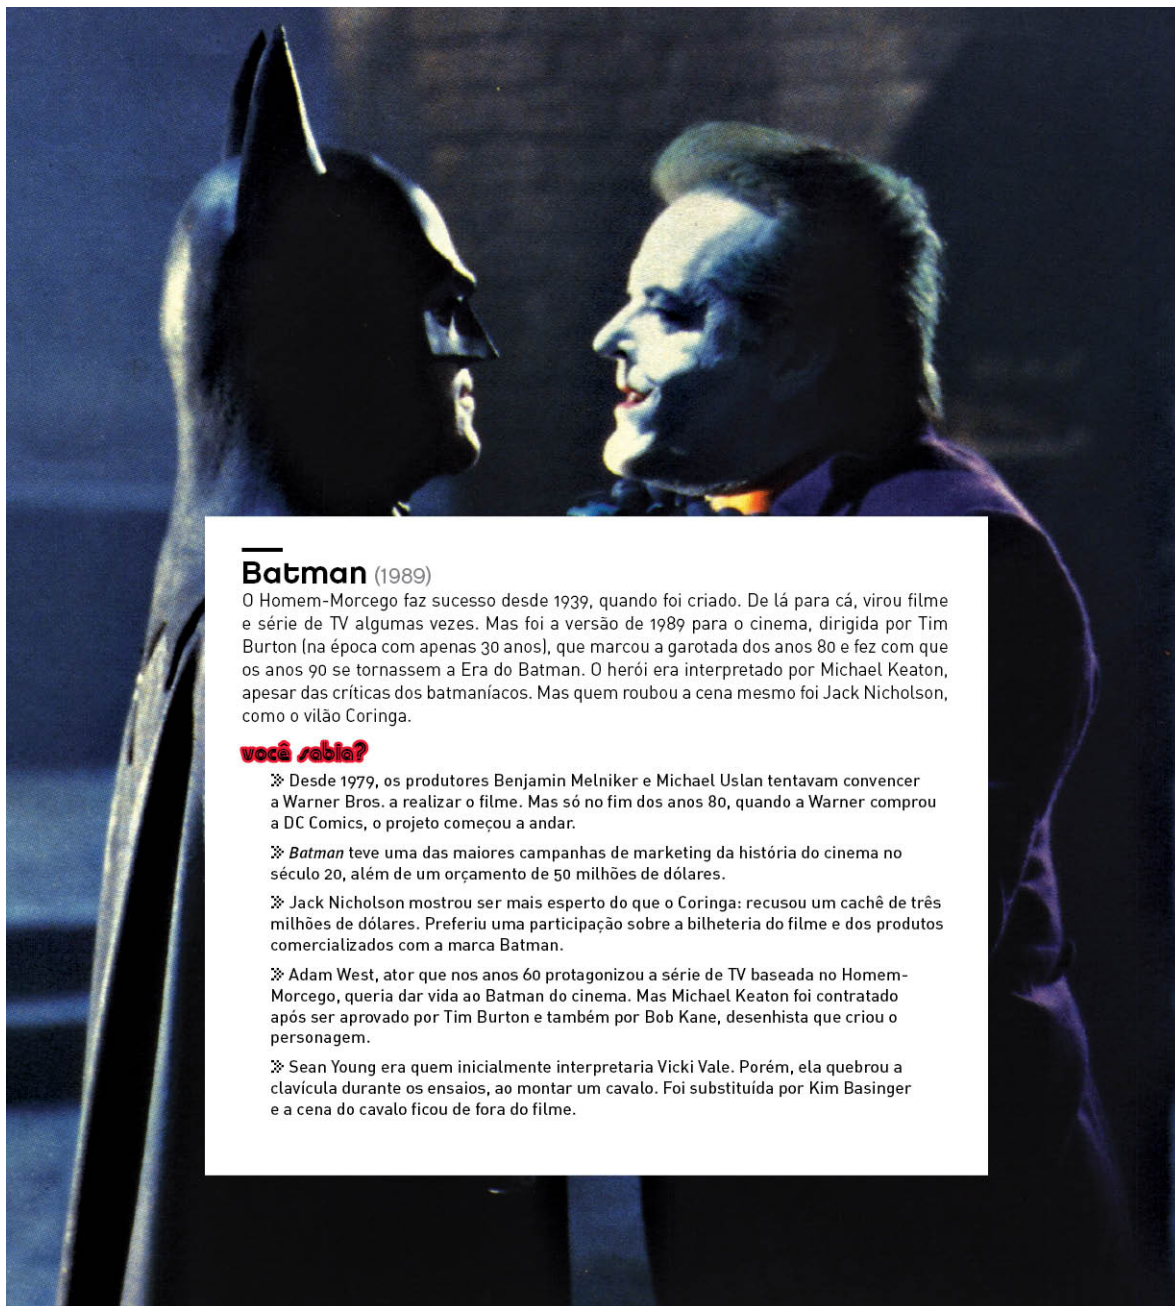 Batman (1989)
O Homem-Morcego faz sucesso desde 1939, quando foi criado. De lá para cá, virou filme
e série de TV algumas vezes. Mas foi a versão de 1989 para o cinema, dirigida por Tim
Burton (na época com apenas 30 anos), que marcou a garotada dos anos 80 e fez com que
os anos 90 se tornassem a Era do Batman. O herói era interpretado por Michael Keaton,
apesar das críticas dos batmaníacos. Mas quem roubou a cena mesmo foi Jack Nicholson,
como o vilão Coringa.
você sabia?
Desde 1979, os produtores Benjamin Melniker e Michael Uslan tentavam convencer
a Warner Bros. a realizar o filme. Mas só no fim dos anos 80, quando a Warner comprou
a DC Comics, o projeto começou a andar.
Batman teve uma das maiores campanhas de marketing da história do cinema no
século 20, além de um orçamento de 50 milhões de dólares.
Jack Nicholson mostrou ser mais esperto do que o Coringa: recusou um cachê de três
milhões de dólares. Preferiu uma participação sobre a bilheteria do filme e dos produtos
comercializados com a marca Batman.
Adam West, ator que nos anos 60 protagonizou a série de TV baseada no Homem-
Morcego, queria dar vida ao Batman do cinema. Mas Michael Keaton foi contratado
após ser aprovado por Tim Burton e também por Bob Kane, desenhista que criou o
personagem.
Sean Young era quem inicialmente interpretaria Vicki Vale. Porém, ela quebrou a
clavícula durante os ensaios, ao montar um cavalo. Foi substituída por Kim Basinger
e a cena do cavalo ficou de fora do filme.